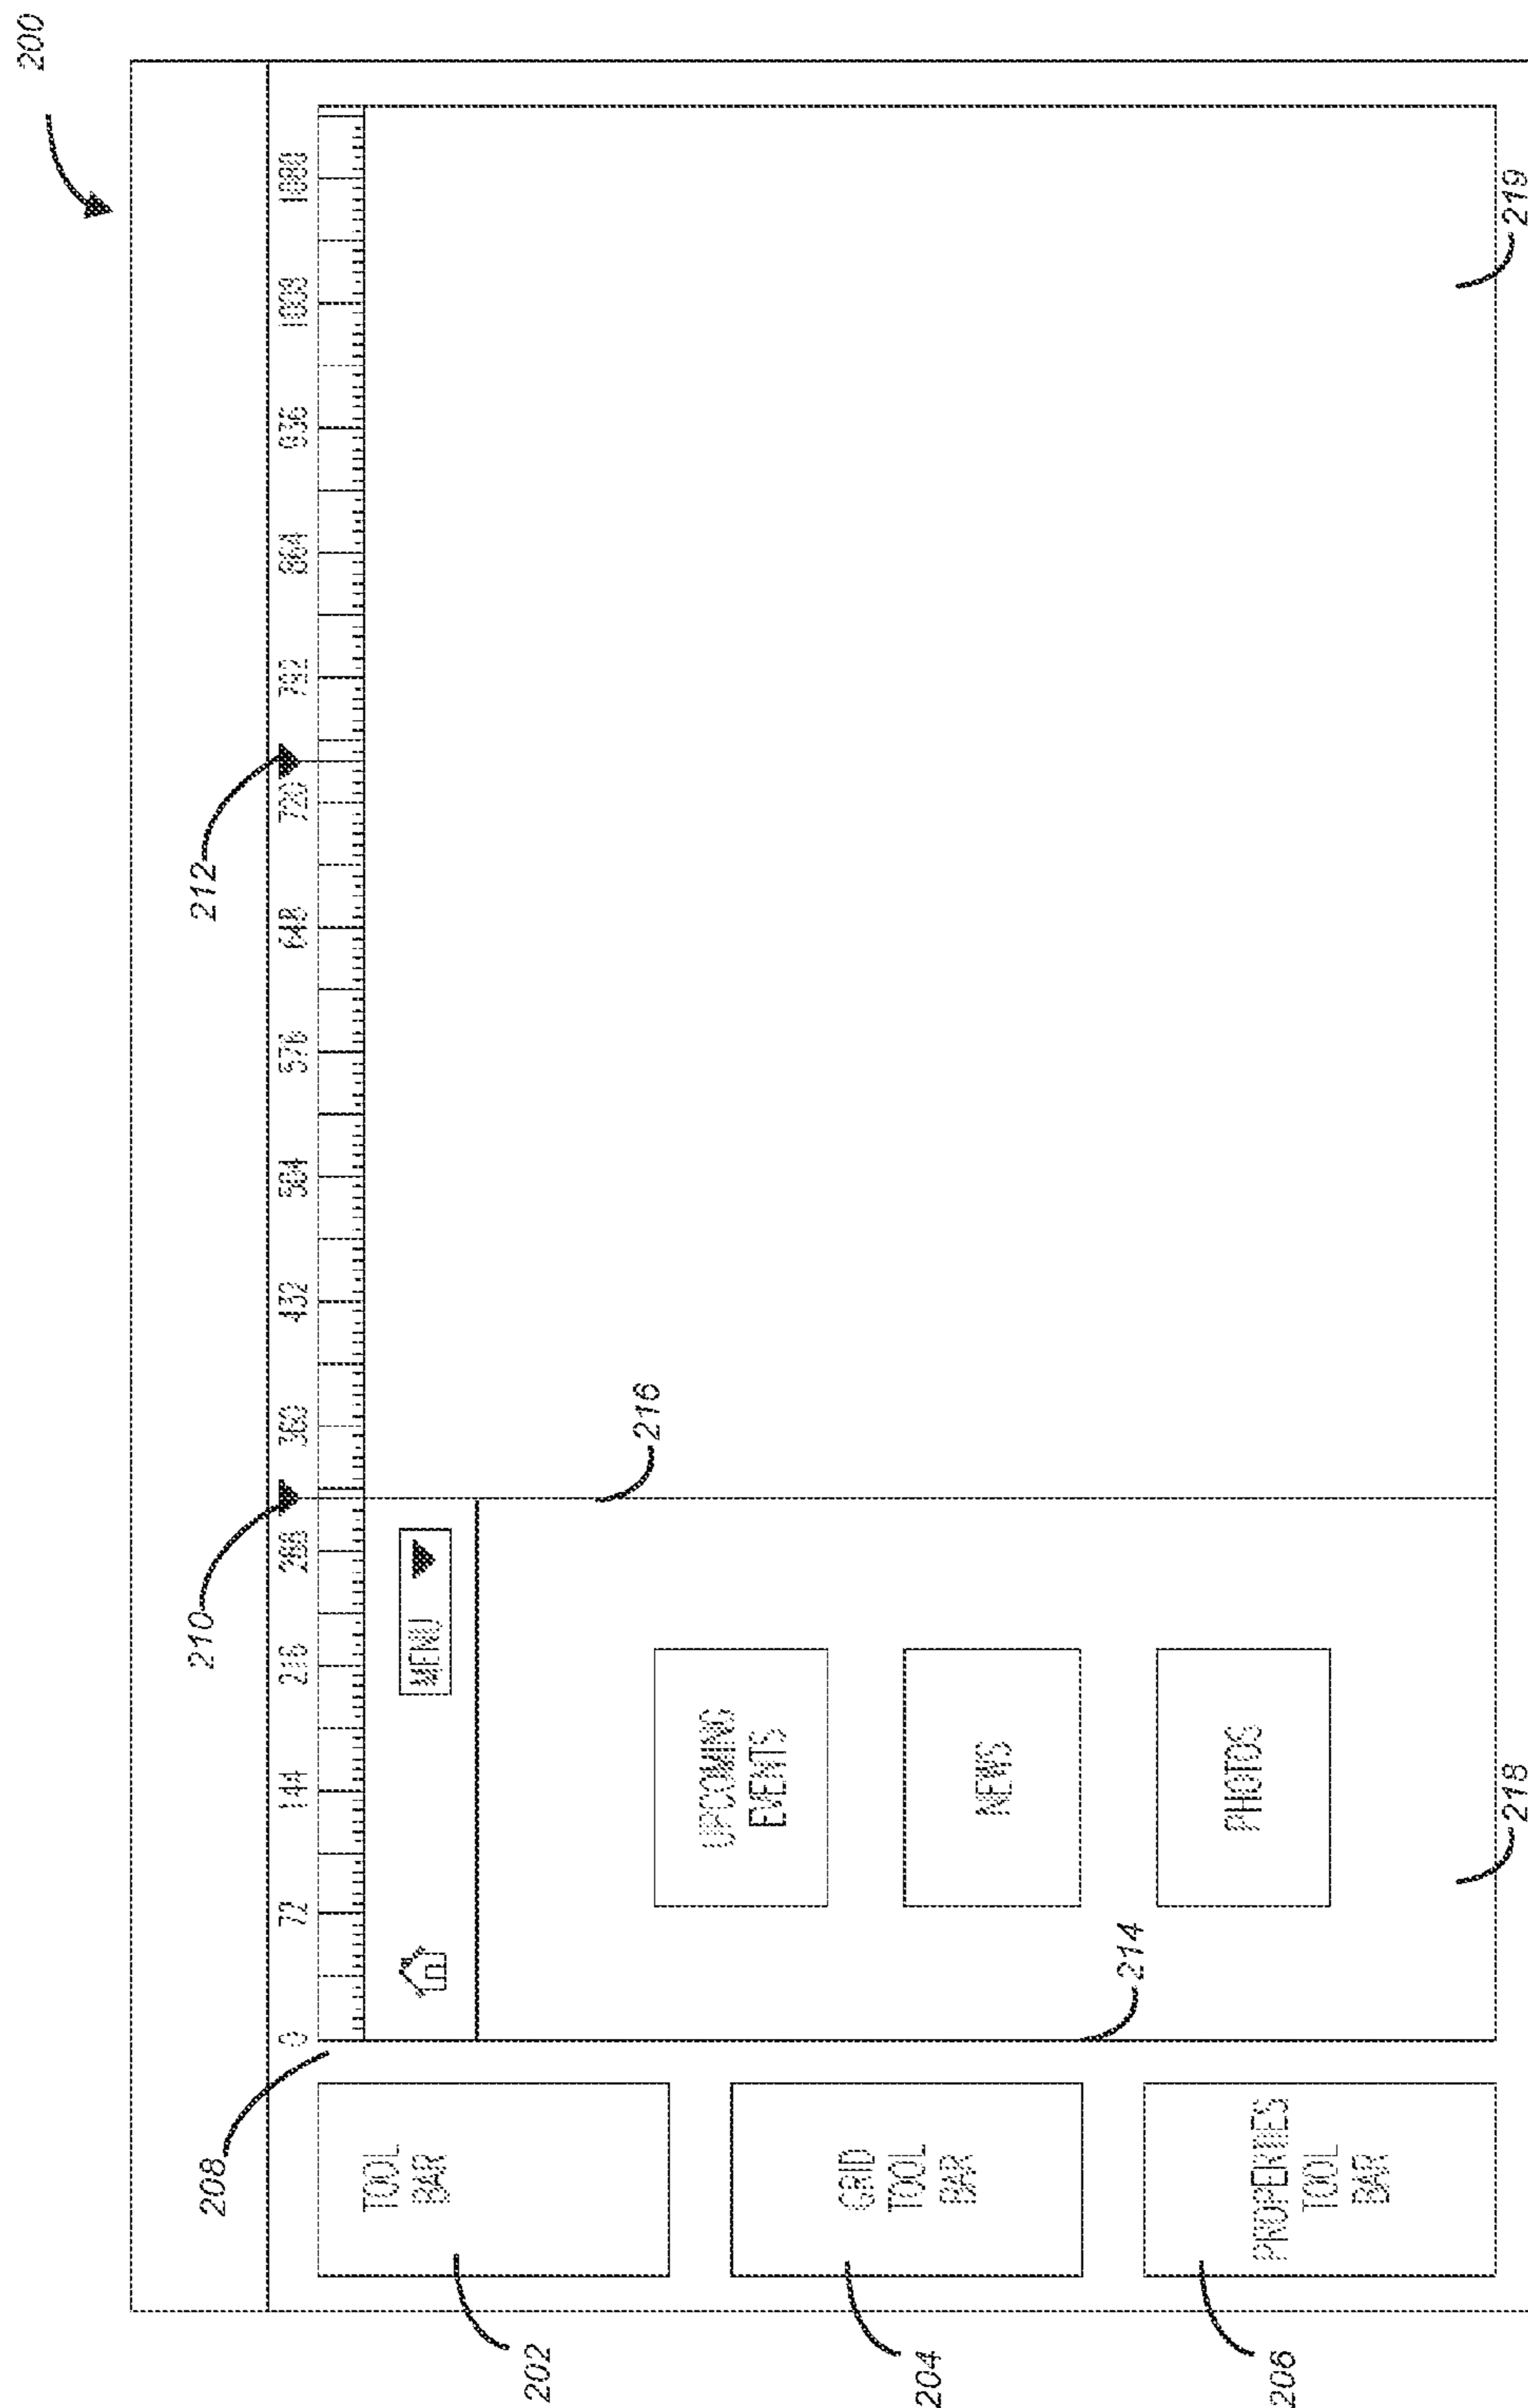 200
210
212
208
0 72 144 216 288 360 432 504 576 648 720 792 864 936 1008 1080
202
TOOL
BAR
MENU
216
UPCOMING
EVENTS
204
GRID
TOOL
BAR
NEWS
214
206
PROPERTIES
TOOL
BAR
PHOTOS
218
219